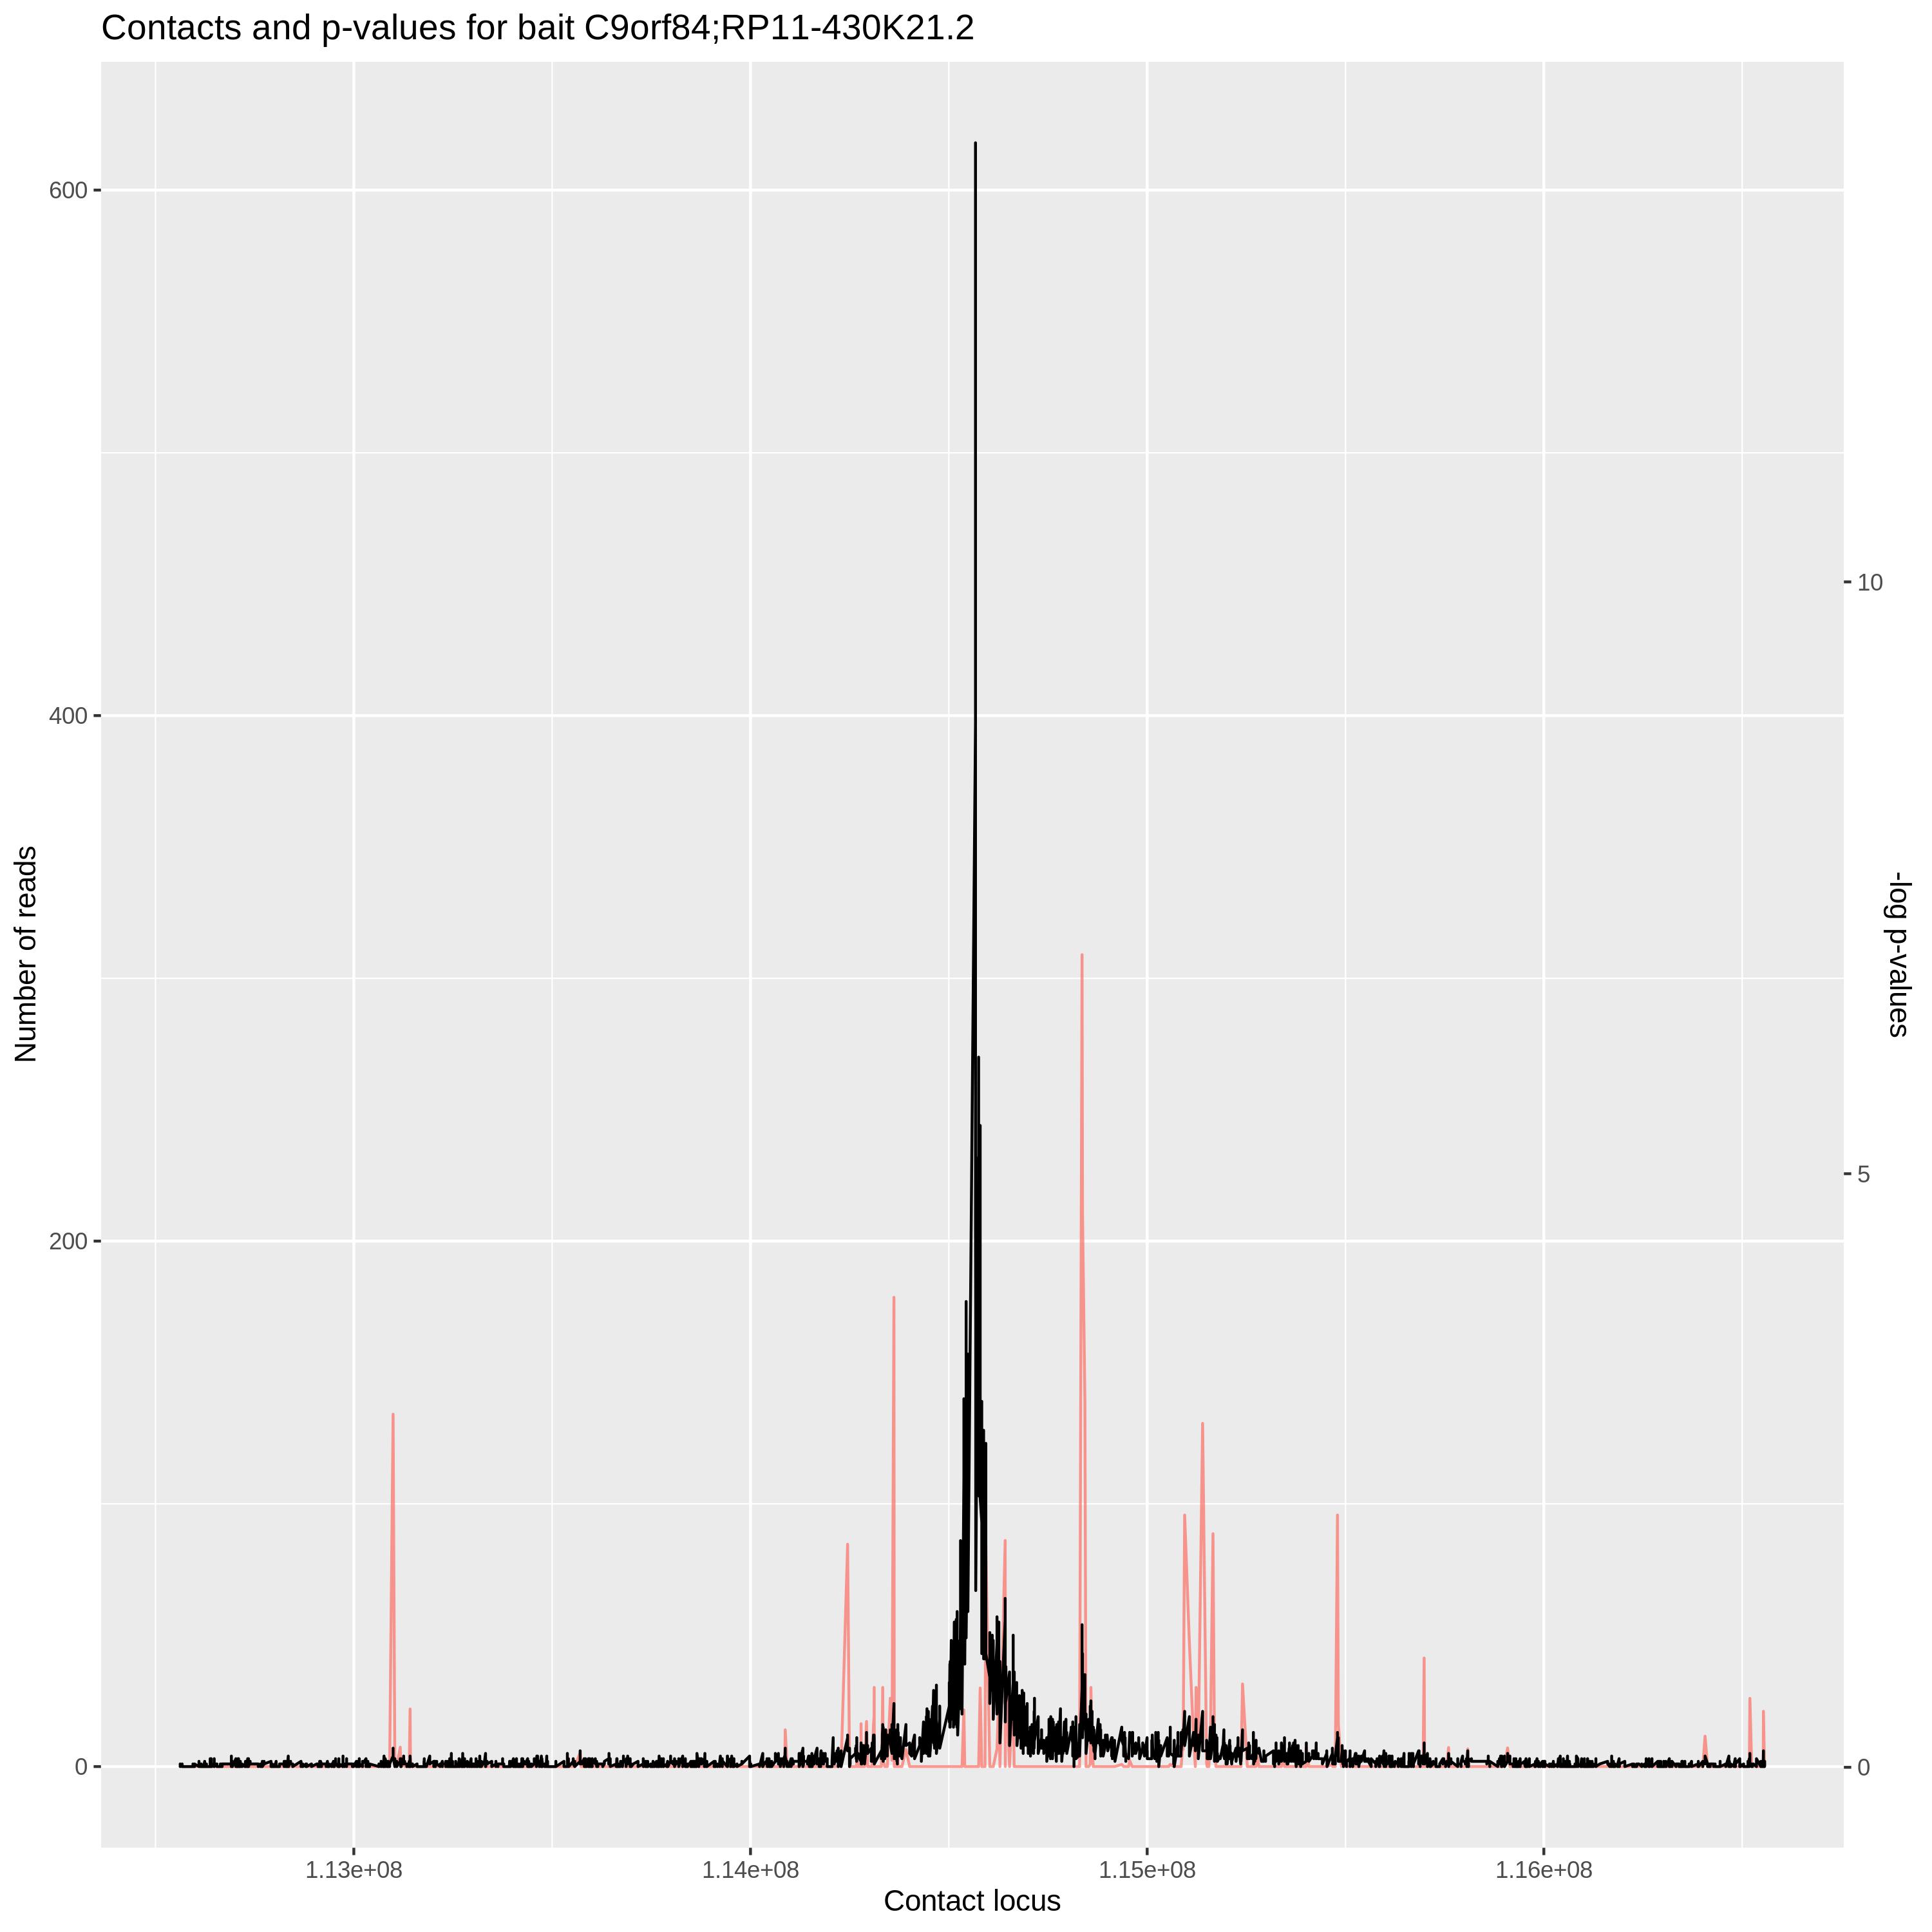 Contacts and p-values for bait C9orf84;RP11-430K21.2
600
400
200
0
Number of reads
10
5
0
-log p-values
1.13e+08
1.14e+08
1.15e+08
1.16e+08
Contact locus